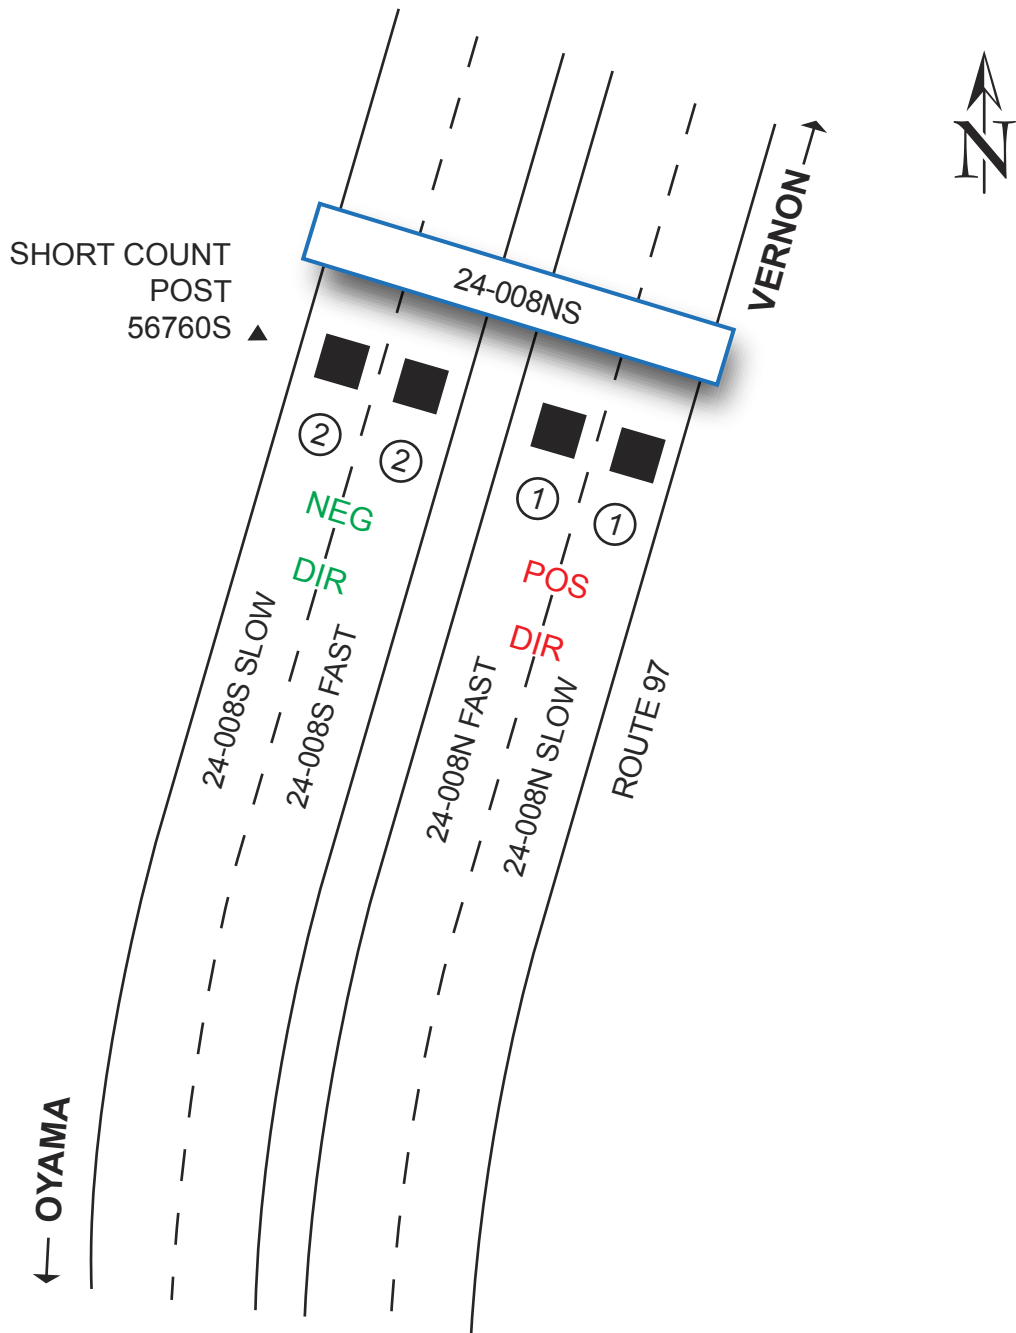 N
VERNON
SHORT COUNT
POST
56760S
24-008NS
2
2
1
1
NEG
DIR
POS
DIR
24-008S SLOW
24-008S FAST
24-008N FAST
24-008N SLOW
ROUTE 97
OYAMA